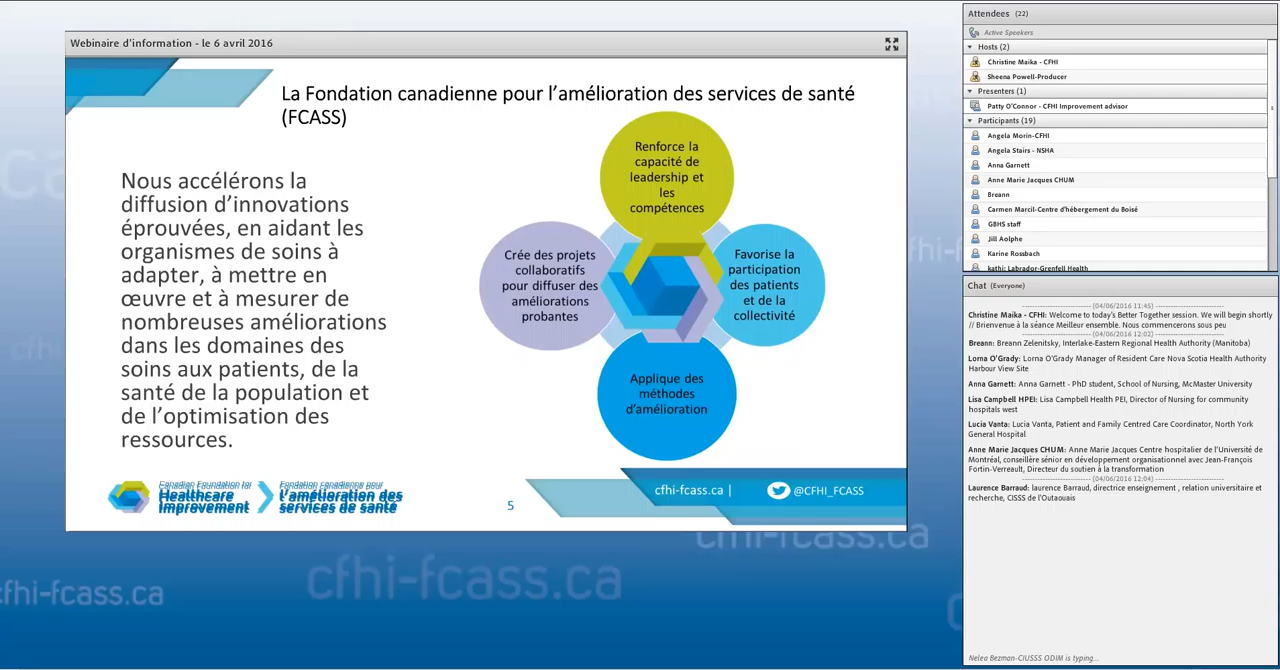 Webinaire d'information - le 6 avril 2016
La Fondation canadienne pour l'amélioration des services de santé
(FCASS)
Nous accélérons la
diffusion d'innovations
éprouvées, en aidant les
organismes de soins à
adapter, à mettre en
œuvre et à mesurer de
nombreuses améliorations
dans les domaines des
soins aux patients, de la
santé de la population et
de l'optimisation des
ressources.
Renforce la
capacité de
leadership et
les
compétences
Crée des projets
collaboratifs
pour diffuser des
améliorations
probantes
Favorise la
participation
des patients
et de la
collectivité
Applique des
méthodes
d'amélioration
Canadian Foundation for
Healthcare
Improvement
Fondation canadienne pour
l'amélioration des
services de santé
5
cfhi-fcass.ca |
@CFHI_FCASS
cfhi-fcass.ca
cfhi-fcass.ca
cfhi-fcass.ca
Attendees (22)
Active Speakers
Hosts (2)
Christine Maika - CFHI
Sheena Powell-Producer
Presenters (1)
Patty O'Connor - CFHI Improvement advisor
Participants (19)
Angela Morin-CFHI
Angela Stairs - NSHA
Anna Garnett
Anne Marie Jacques CHUM
Breann
Carmen Marcil-Centre d'hébergement du Boisé
GBHS staff
Jill Aolphe
Karine Rossbach
kathi: Labrador-Grenfell Health
Chat (Everyone)
(04/06/2016 11:45)
Christine Maika - CFHI: Welcome to today's Better Together session. We will begin shortly
// Brienvenue à la séance Meilleur ensemble. Nous commencerons sous peu
(04/06/2016 12:02)
Breann: Breann Zelenitsky, Interlake-Eastern Regional Health Authority (Manitoba)
Lorna O'Grady: Lorna O'Grady Manager of Resident Care Nova Scotia Health Authority
Harbour View Site
Anna Garnett: Anna Garnett - PhD student, School of Nursing, McMaster University
Lisa Campbell HPEI: Lisa Campbell Health PEI, Director of Nursing for community
hospitals west
Lucia Vanta: Lucia Vanta, Patient and Family Centred Care Coordinator, North York
General Hospital
Anne Marie Jacques CHUM: Anne Marie Jacques Centre hospitalier de l'Université de
Montréal, conseillère sénior en développement organisationnel avec Jean-François
Fortin-Verreault, Directeur du soutien à la transformation
(04/06/2016 12:04)
Laurence Barraud: laurence Barraud, directrice enseignement , relation universitaire et
recherche, CISSS de l'Outaouais
Nelea Bezman-CIUSSS ODIM is typing...